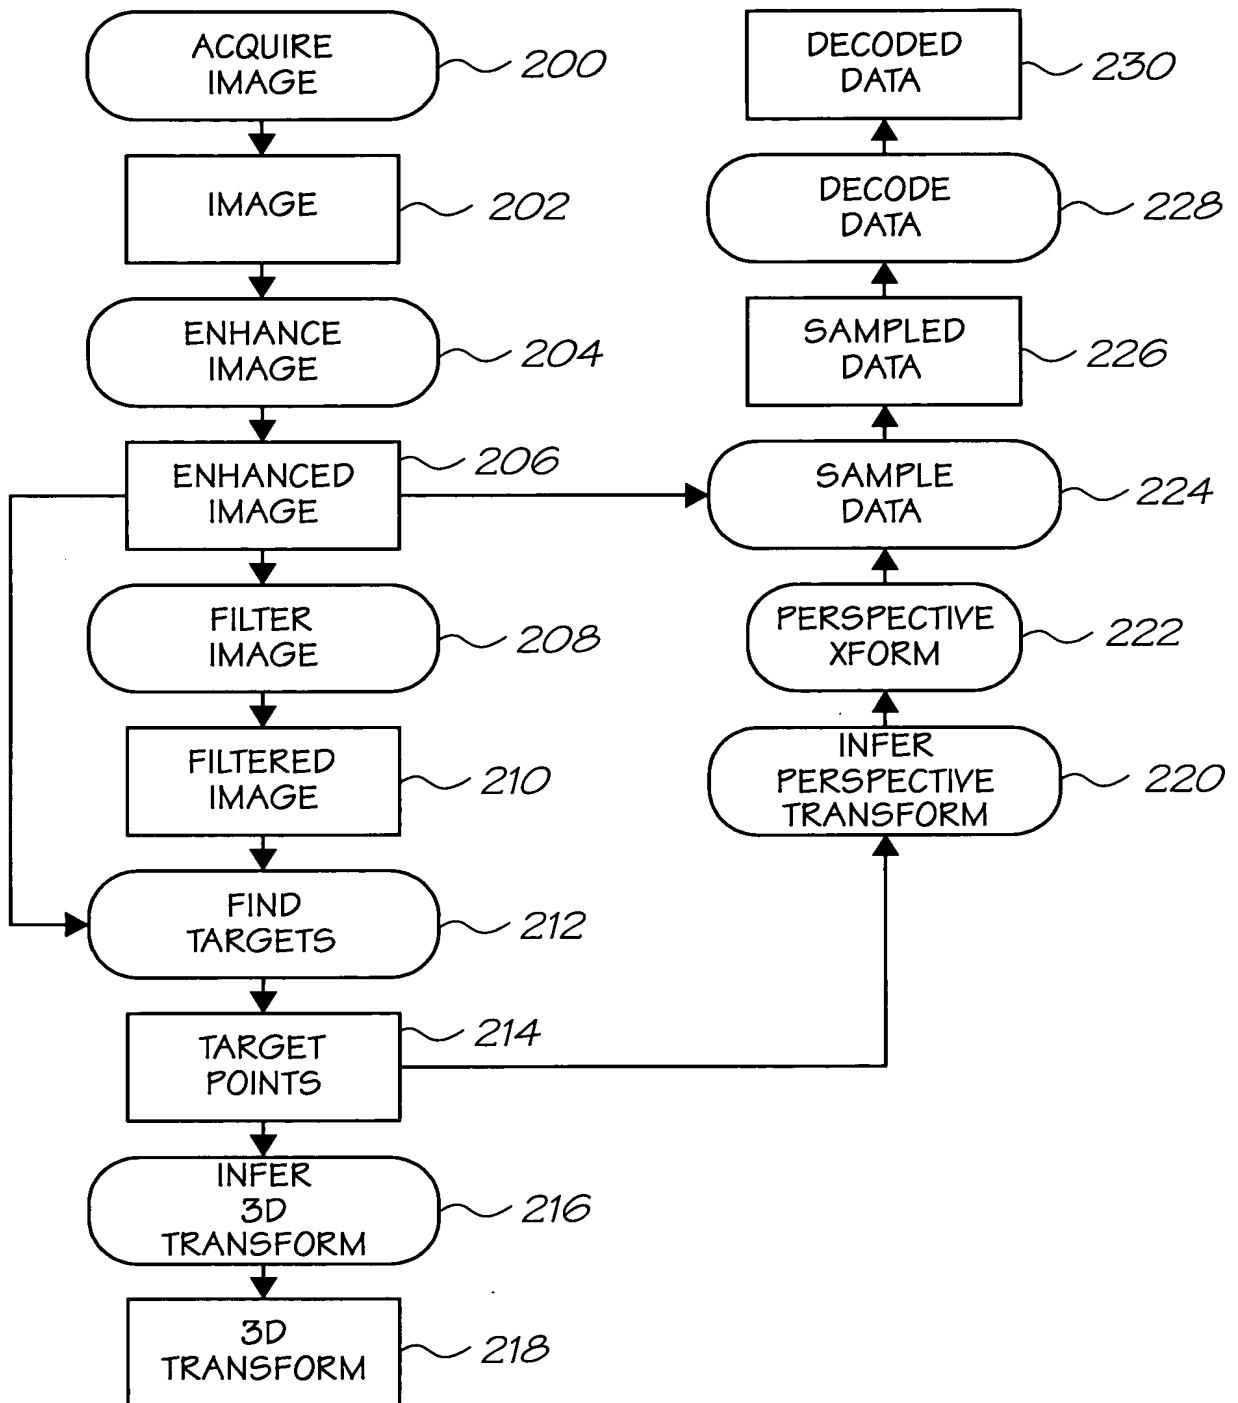 ACQUIRE
IMAGE
200
IMAGE
202
ENHANCE
IMAGE
204
ENHANCED
IMAGE
206
FILTER
IMAGE
208
FILTERED
IMAGE
210
FIND
TARGETS
212
TARGET
POINTS
214
INFER
3D
TRANSFORM
216
3D
TRANSFORM
218
DECODED
DATA
230
DECODE
DATA
228
SAMPLED
DATA
226
SAMPLE
DATA
224
PERSPECTIVE
XFORM
222
INFER
PERSPECTIVE
TRANSFORM
220